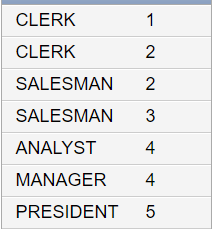 CLERK 1
CLERK 2
SALESMAN 2
SALESMAN 3
ANALYST 4
MANAGER 4
PRESIDENT 5